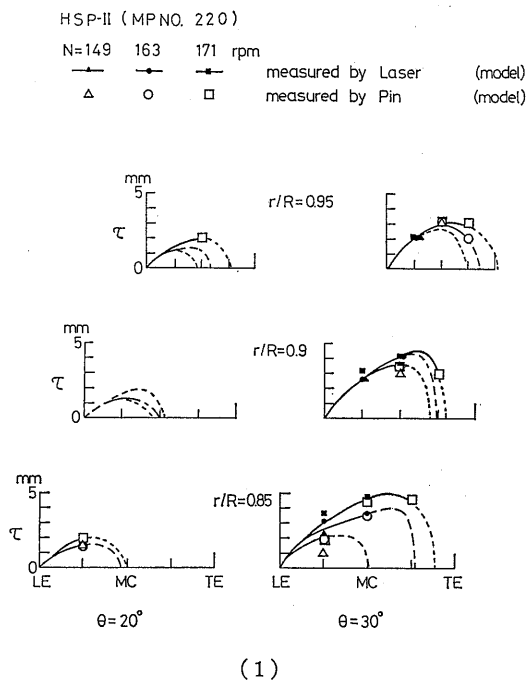 HSP-II (MP NO. 220)
N=149 163 171 rpm
measured by Laser (model)
measured by Pin (model)
mm
5
τ
0
r/R=0.95
mm
5
τ
0
r/R=0.9
mm
5
τ
0
r/R=0.85
LE MC TE
LE MC TE
θ=20° θ=30°
(1)